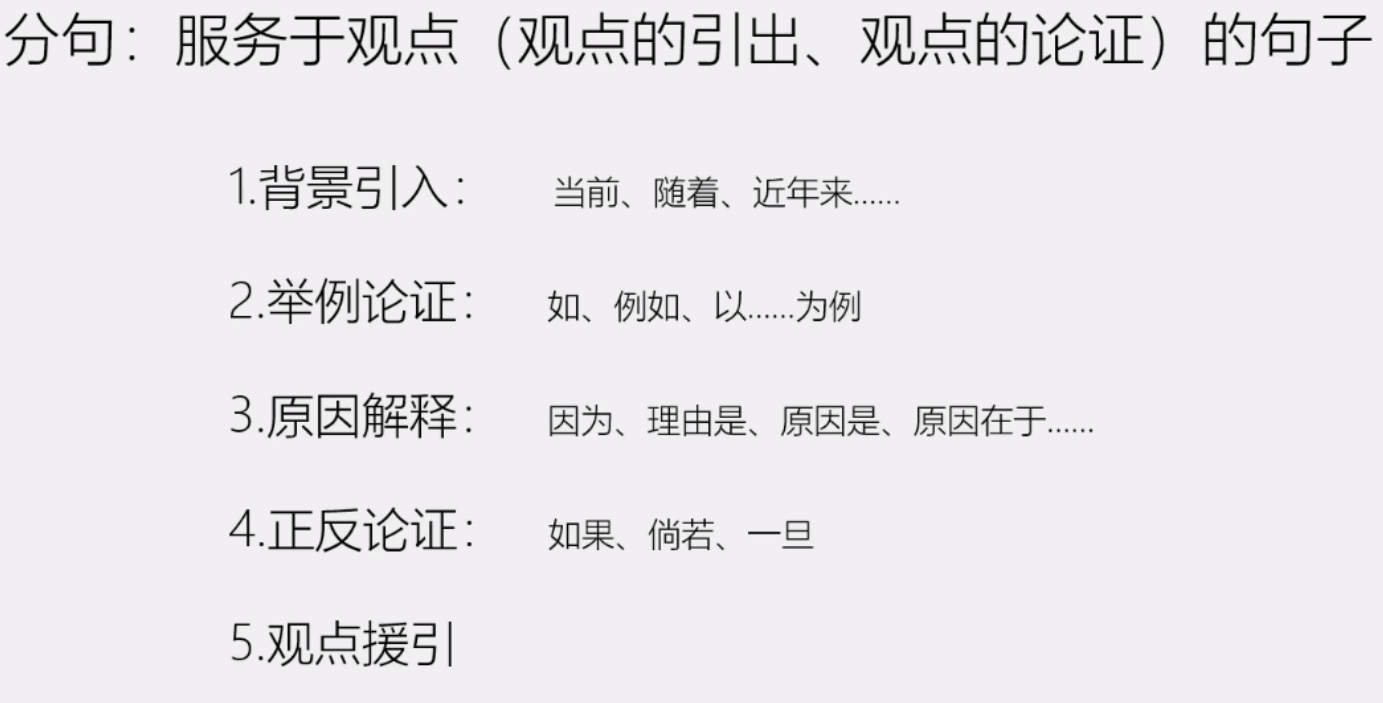 分句：服务于观点（观点的引出、观点的论证）的句子
1.背景引入： 当前、随着、近年来......
2.举例论证： 如、例如、以......为例
3.原因解释： 因为、理由是、原因是、原因在于......
4.正反论证： 如果、倘若、一旦
5.观点援引